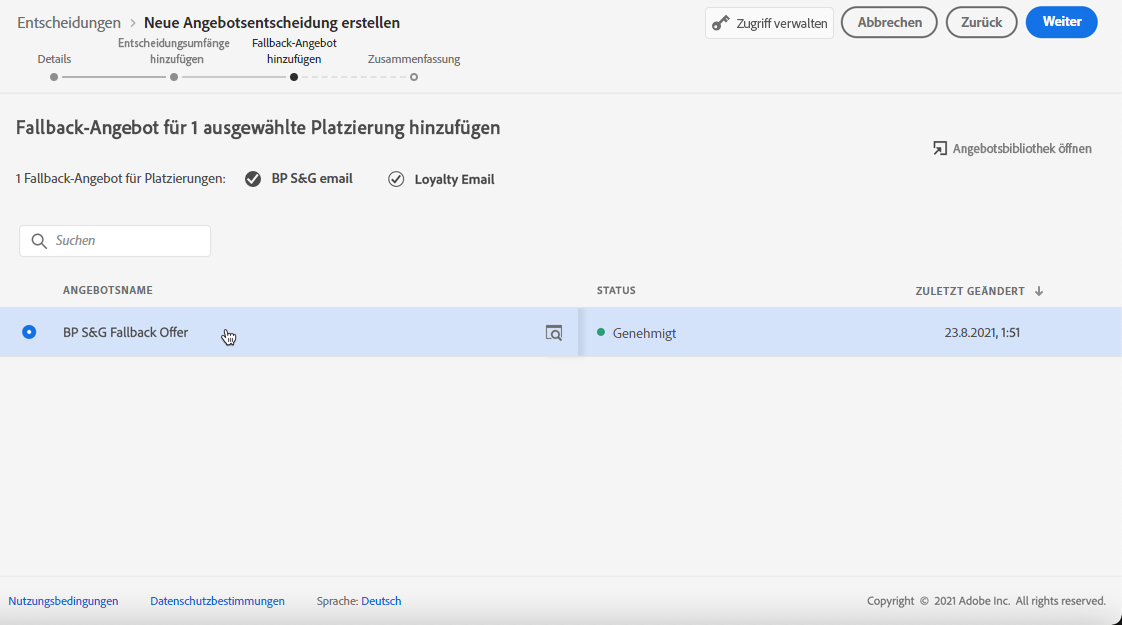 Entscheidungen > Neue Angebotsentscheidung erstellen
Zugriff verwalten
Abbrechen
Zurück
Weiter
Details
Entscheidungsumfänge
hinzufügen
Fallback-Angebot
hinzufügen
Zusammenfassung
Fallback-Angebot für 1 ausgewählte Platzierung hinzufügen
Angebotsbibliothek öffnen
1 Fallback-Angebot für Platzierungen: BP S&G email Loyalty Email
Suchen
ANGEBOTSNAME STATUS ZULETZT GEÄNDERT
BP S&G Fallback Offer Genehmigt 23.8.2021, 1:51
Nutzungsbedingungen Datenschutzbestimmungen Sprache: Deutsch Copyright © 2021 Adobe Inc. All rights reserved.